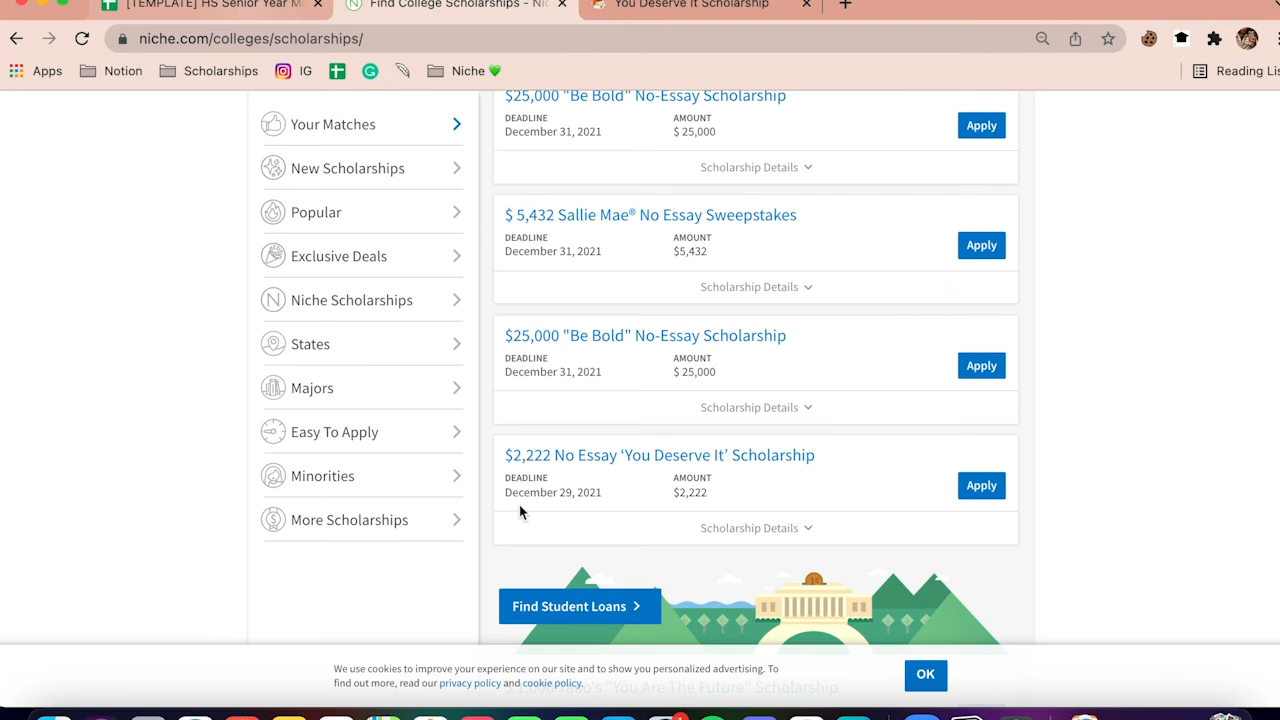 [TEMPLATE] HS Senior Year M
Find College Scholarships - Nic
You Deserve It Scholarship
niche.com/colleges/scholarships/
Apps
Notion
Scholarships
IG
Niche 💚
Reading Lis
Your Matches
New Scholarships
Popular
Exclusive Deals
Niche Scholarships
States
Majors
Easy To Apply
Minorities
More Scholarships
$25,000 "Be Bold" No-Essay Scholarship
DEADLINE AMOUNT
December 31, 2021 $ 25,000
Apply
Scholarship Details
$ 5,432 Sallie Mae® No Essay Sweepstakes
DEADLINE AMOUNT
December 31, 2021 $5,432
Apply
Scholarship Details
$25,000 "Be Bold" No-Essay Scholarship
DEADLINE AMOUNT
December 31, 2021 $ 25,000
Apply
Scholarship Details
$2,222 No Essay ‘You Deserve It’ Scholarship
DEADLINE AMOUNT
December 29, 2021 $2,222
Apply
Scholarship Details
Find Student Loans
We use cookies to improve your experience on our site and to show you personalized advertising. To
find out more, read our privacy policy and cookie policy.
OK
"You Are The Future" Scholarship